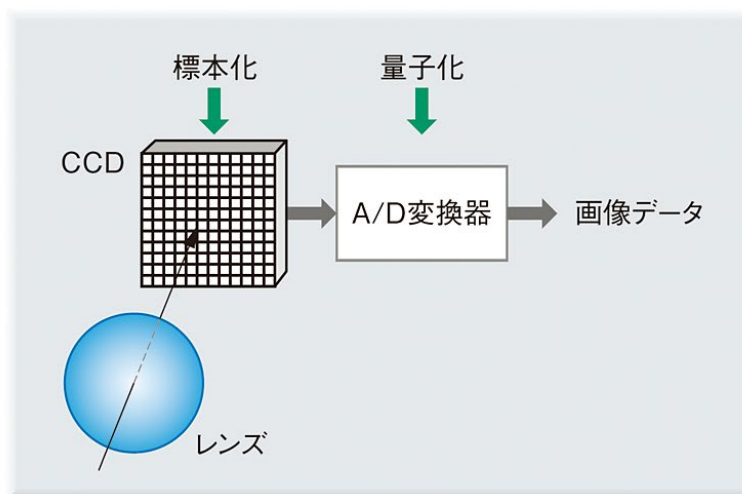 標本化
量子化
CCD
A/D変換器
画像データ
レンズ